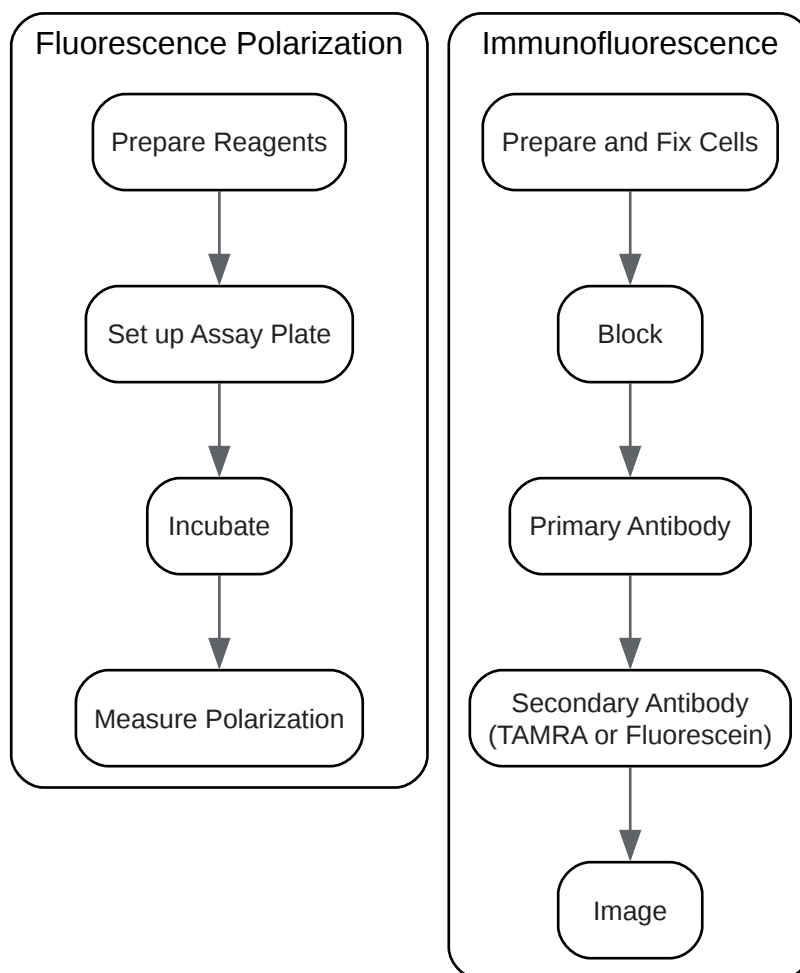 Fluorescence Polarization
Prepare Reagents
Set up Assay Plate
Incubate
Measure Polarization
Immunofluorescence
Prepare and Fix Cells
Block
Primary Antibody
Secondary Antibody
(TAMRA or Fluorescein)
Image